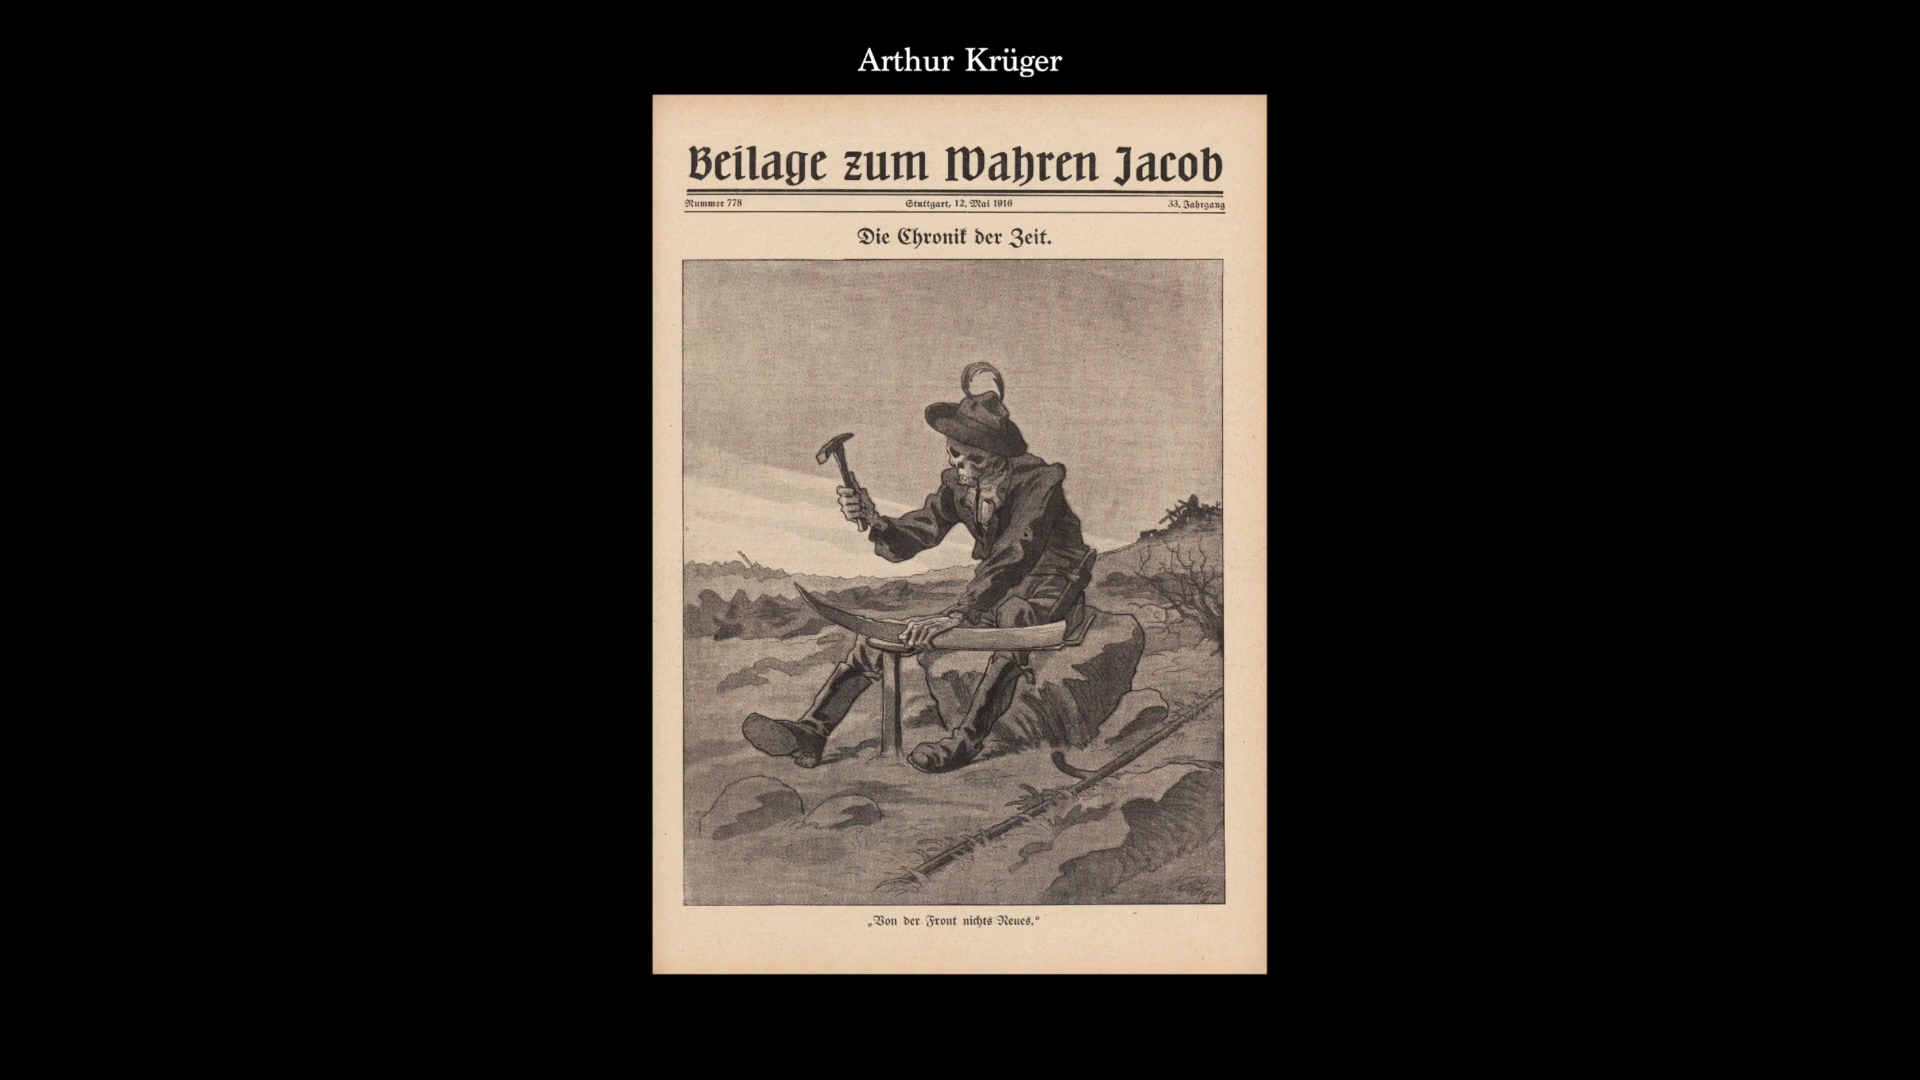 Arthur Krüger
Beilage zum Wahren Jacob
Nummer 778 Stuttgart, 12. Mai 1916 33. Jahrgang
Die Chronik der Zeit.
„Von der Front nichts Neues.“